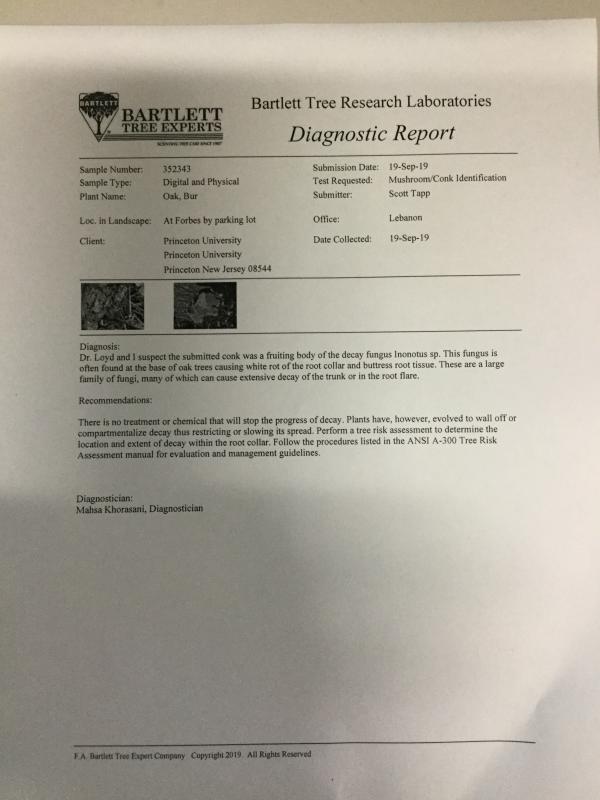 BARTLETT
BARTLETT
TREE EXPERTS
SCIENTIFIC TREE CARE SINCE 1907
Bartlett Tree Research Laboratories
Diagnostic Report
Sample Number: 352343 Submission Date: 19-Sep-19
Sample Type: Digital and Physical Test Requested: Mushroom/Conk Identification
Plant Name: Oak, Bur Submitter: Scott Tapp
Loc. in Landscape: At Forbes by parking lot Office: Lebanon
Client: Princeton University Date Collected: 19-Sep-19
Princeton University
Princeton New Jersey 08544
Diagnosis:
Dr. Loyd and I suspect the submitted conk was a fruiting body of the decay fungus Inonotus sp. This fungus is
often found at the base of oak trees causing white rot of the root collar and buttress root tissue. These are a large
family of fungi, many of which can cause extensive decay of the trunk or in the root flare.
Recommendations:
There is no treatment or chemical that will stop the progress of decay. Plants have, however, evolved to wall off or
compartmentalize decay thus restricting or slowing its spread. Perform a tree risk assessment to determine the
location and extent of decay within the root collar. Follow the procedures listed in the ANSI A-300 Tree Risk
Assessment manual for evaluation and management guidelines.
Diagnostician:
Mahsa Khorasani, Diagnostician
F.A. Bartlett Tree Expert Company Copyright 2019. All Rights Reserved